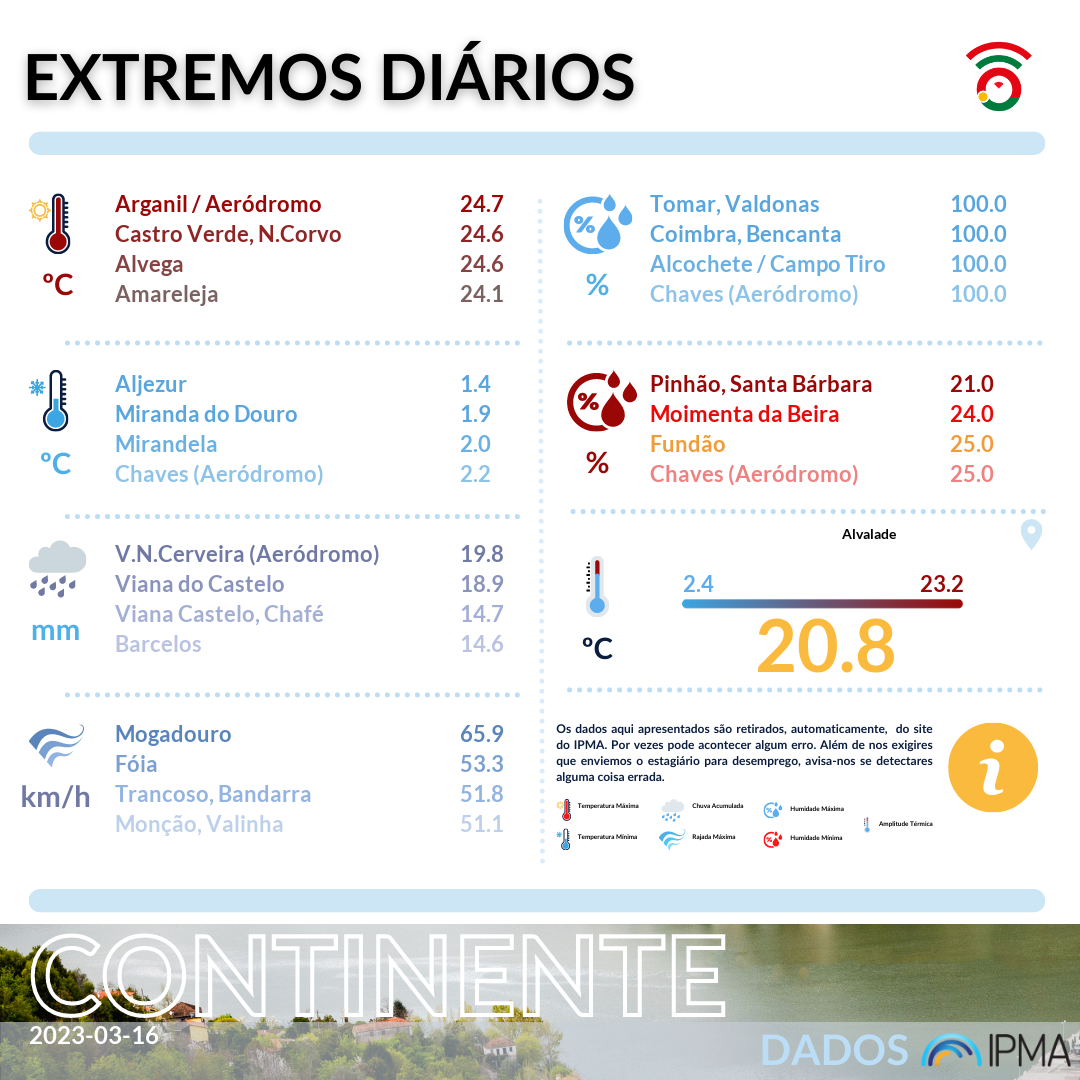 EXTREMOS DIÁRIOS
Arganil / Aeródromo 24.7
Castro Verde, N.Corvo 24.6
Alvega 24.6
Amareleja 24.1
ºC
Aljezur 1.4
Miranda do Douro 1.9
Mirandela 2.0
Chaves (Aeródromo) 2.2
ºC
V.N.Cerveira (Aeródromo) 19.8
Viana do Castelo 18.9
Viana Castelo, Chafé 14.7
Barcelos 14.6
mm
Mogadouro 65.9
Fóia 53.3
Trancoso, Bandarra 51.8
Monção, Valinha 51.1
km/h
%
Tomar, Valdonas 100.0
Coimbra, Bencanta 100.0
Alcochete / Campo Tiro 100.0
Chaves (Aeródromo) 100.0
%
%
Pinhão, Santa Bárbara 21.0
Moimenta da Beira 24.0
Fundão 25.0
Chaves (Aeródromo) 25.0
%
Alvalade
2.4 23.2
20.8
ºC
Os dados aqui apresentados são retirados, automaticamente, do site
do IPMA. Por vezes pode acontecer algum erro. Além de nos exigires
que enviemos o estagiário para desemprego, avisa-nos se detectares
alguma coisa errada.
i
Temperatura Máxima Chuva Acumulada % Humidade Máxima
Amplitude Térmica
Temperatura Mínima Rajada Máxima % Humidade Mínima
CONTINENTE
2023-03-16
DADOS IPMA